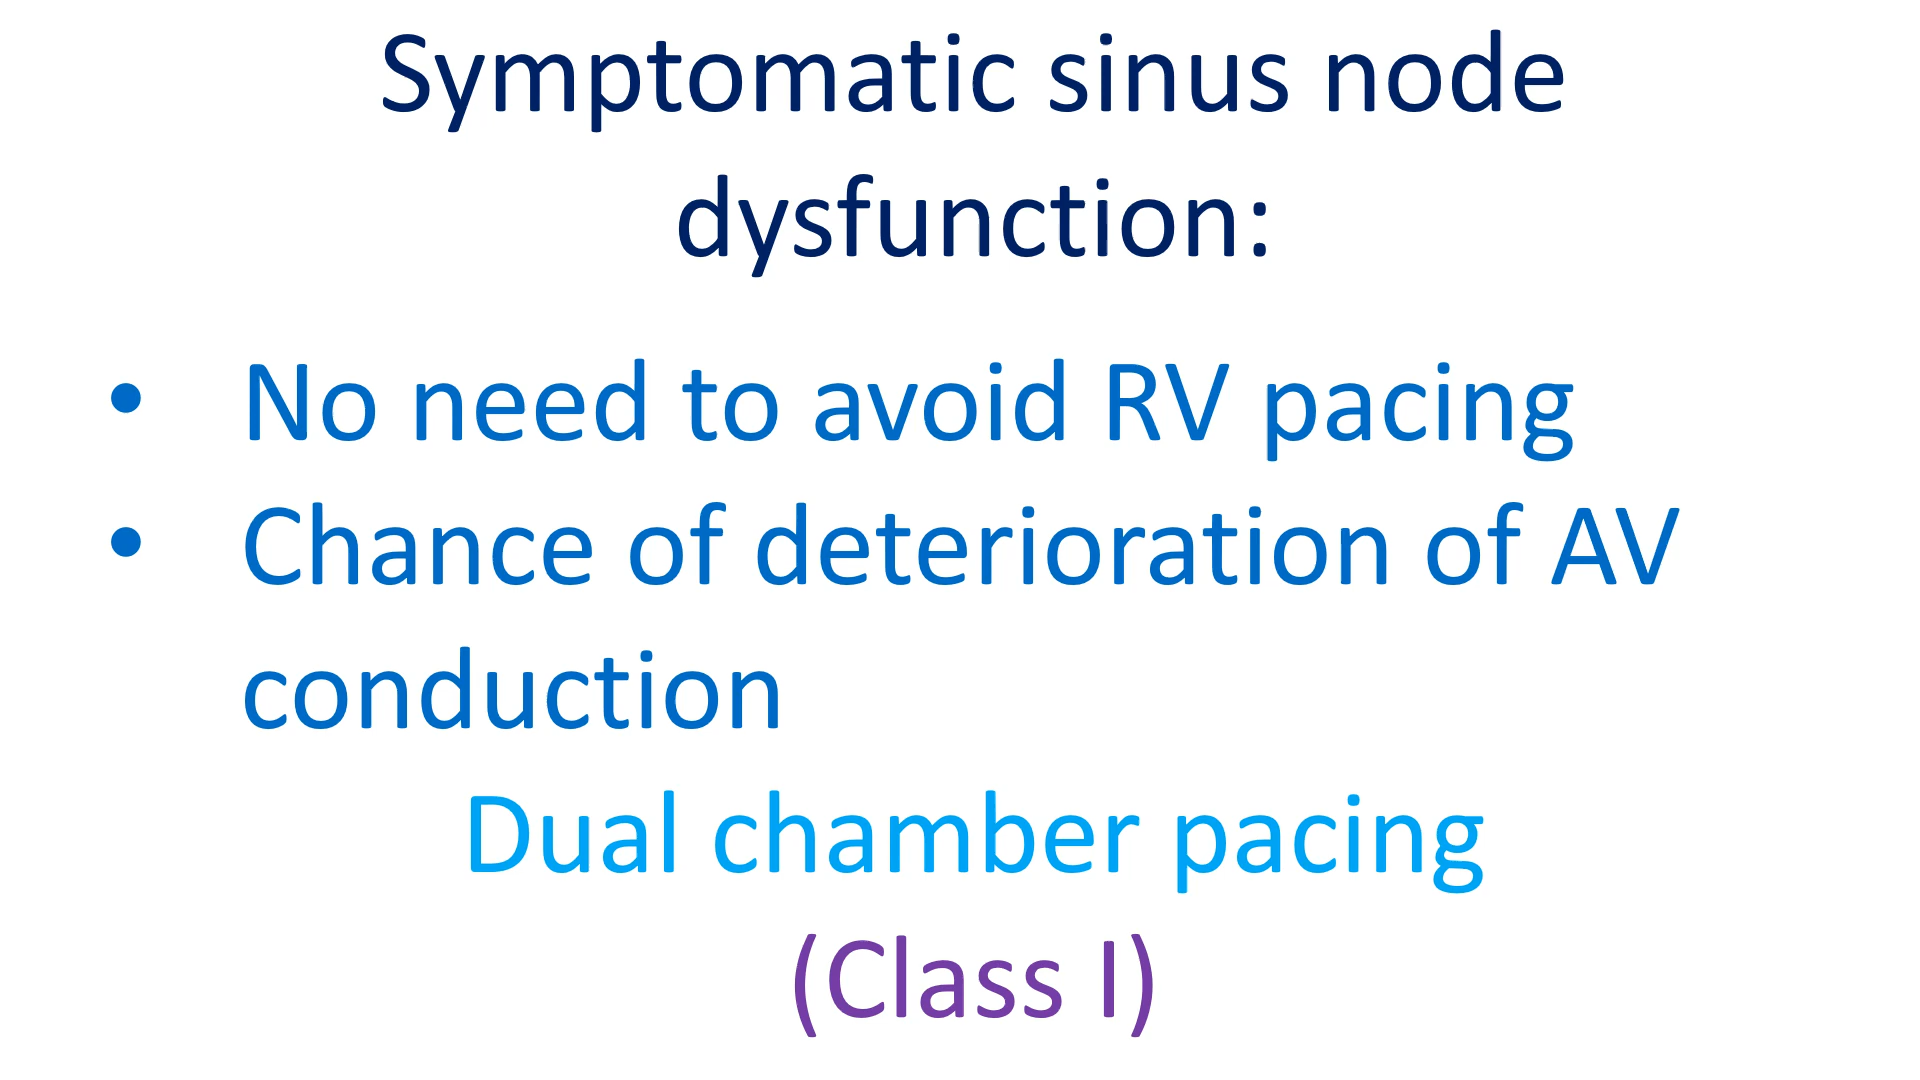 Symptomatic sinus node
dysfunction:
• No need to avoid RV pacing
• Chance of deterioration of AV
conduction
Dual chamber pacing
(Class I)